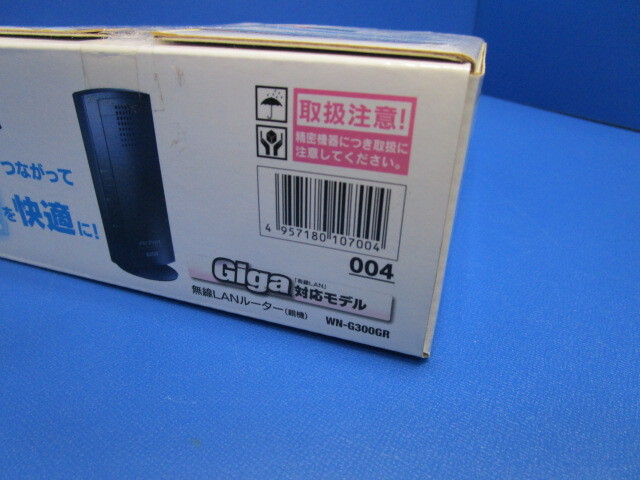 つながって
を快適に!
取扱注意!
精密機器につき取扱に
注意してください。
4 957180 107004
004
Giga
「有線LAN」
対応モデル
無線LANルーター(親機)
WN-G300GR